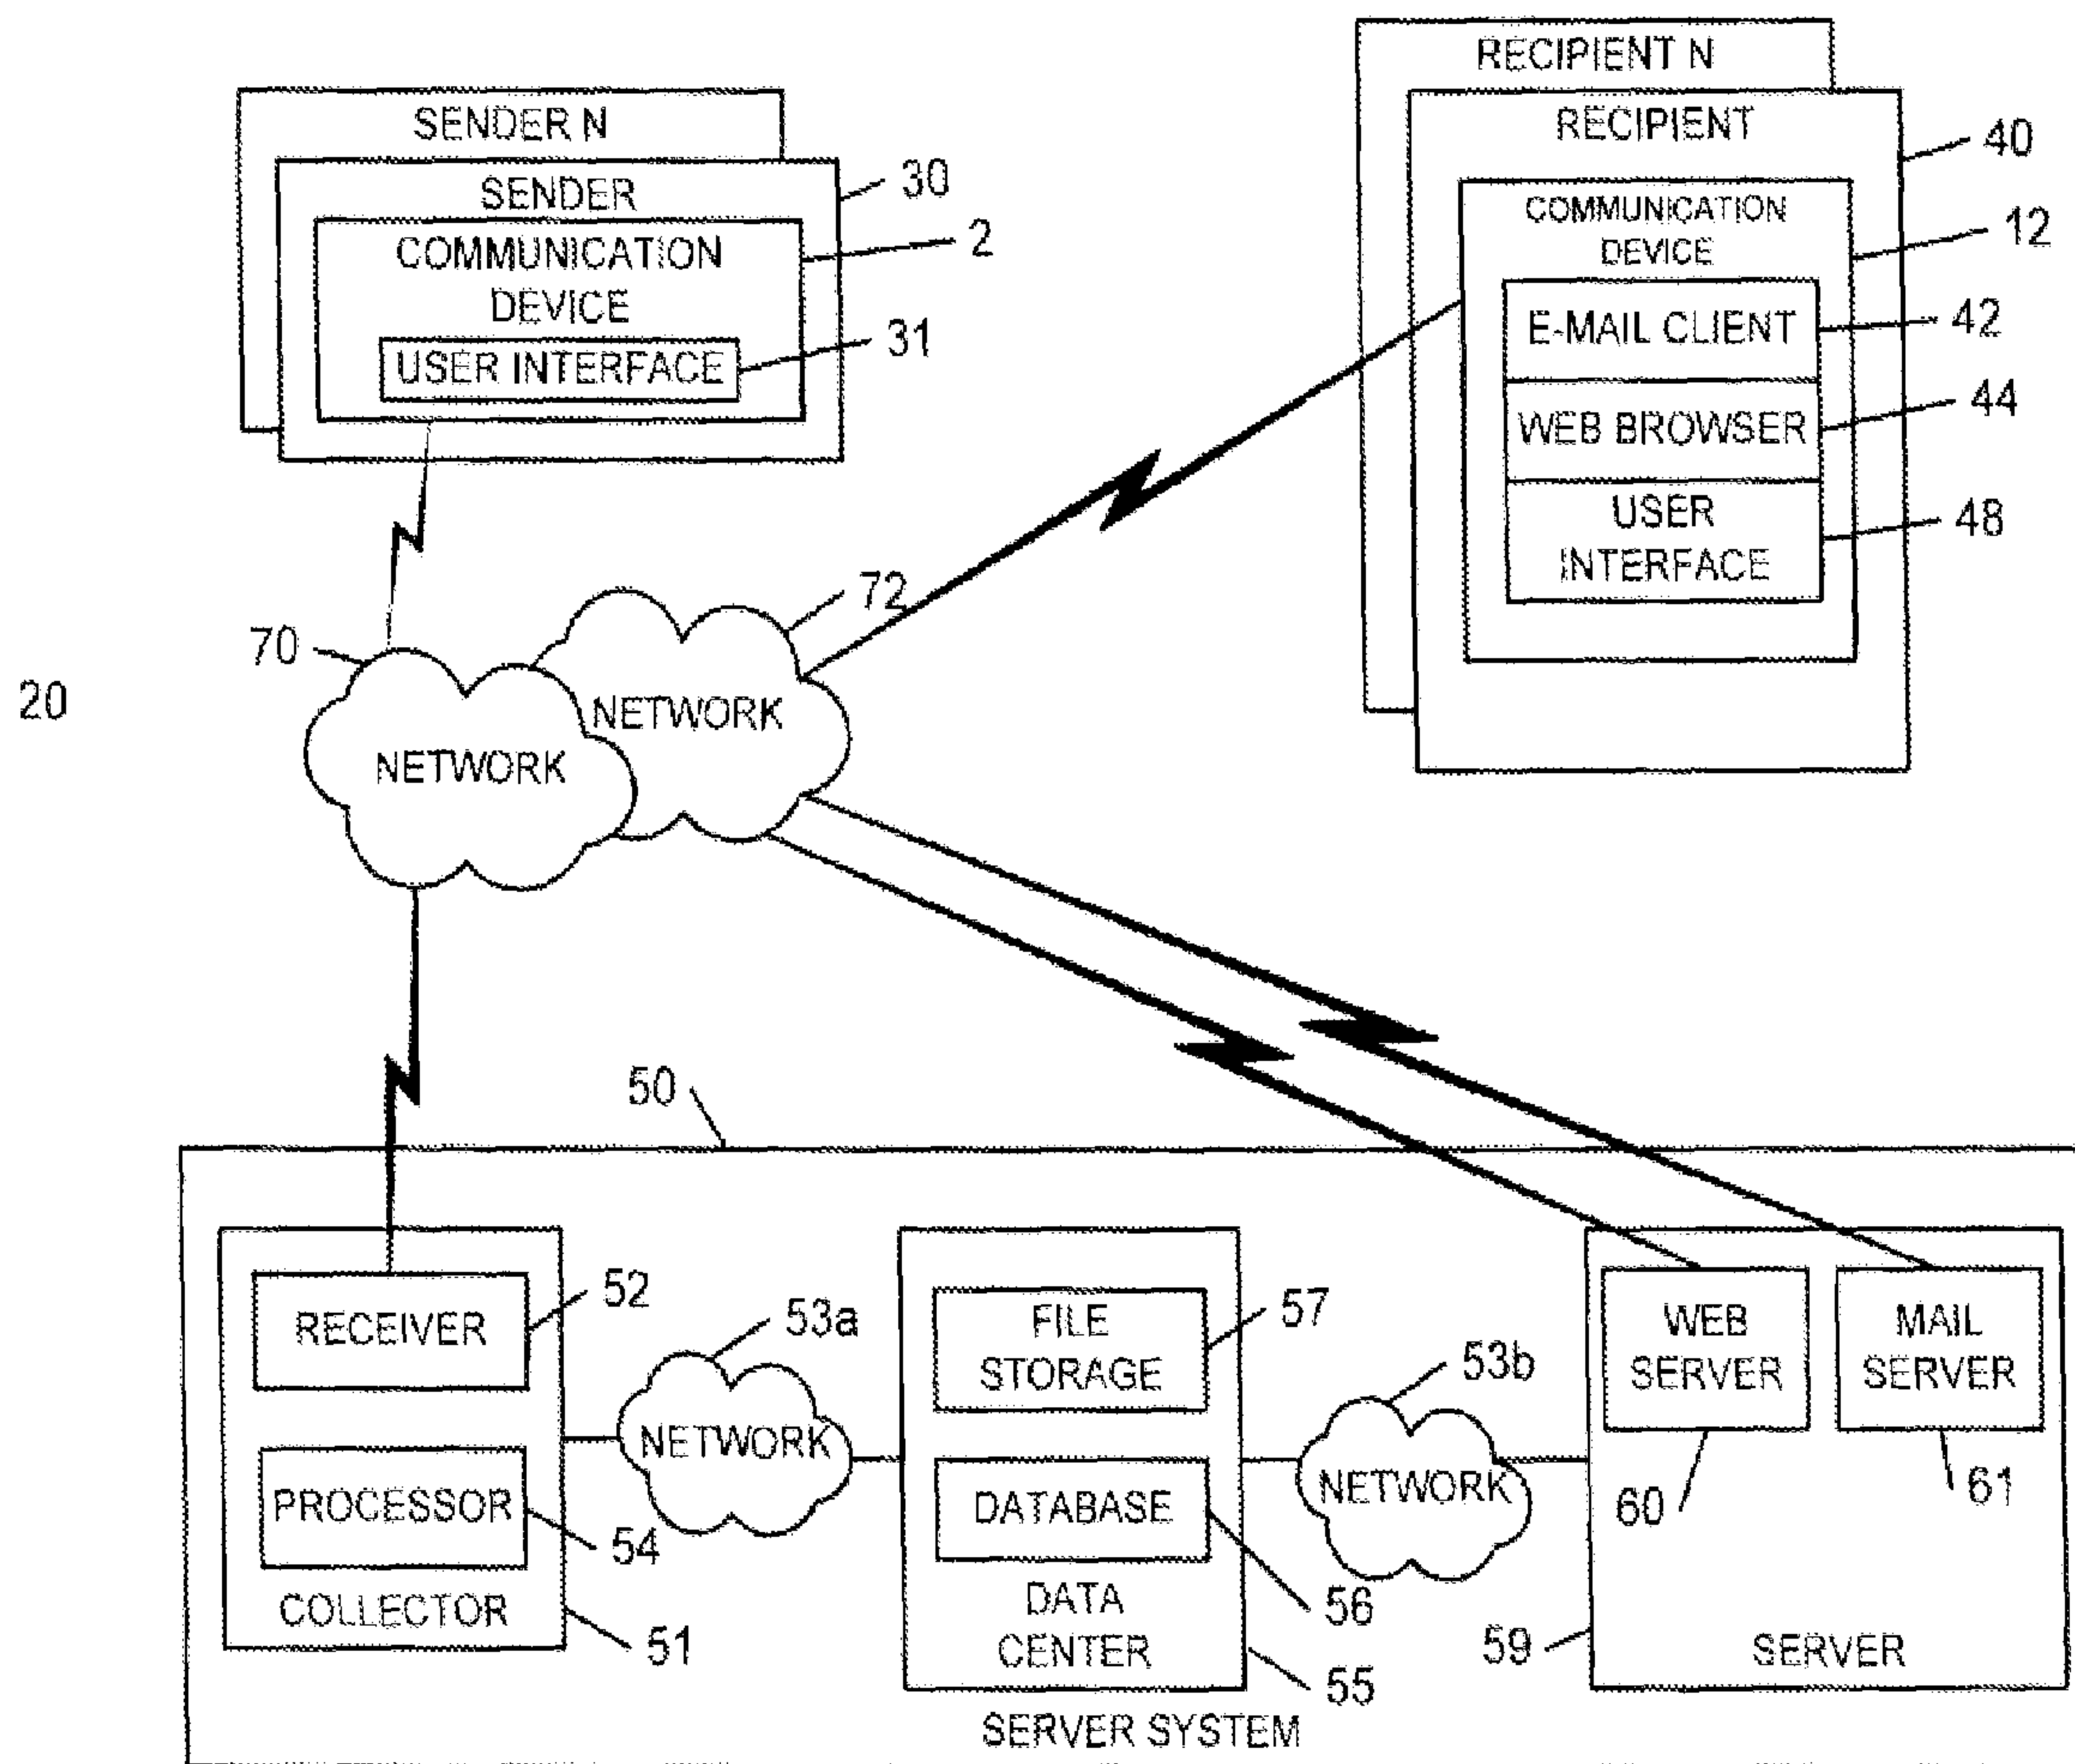 RECIPIENT N
RECIPIENT
40
COMMUNICATION
DEVICE
12
E-MAIL CLIENT
42
WEB BROWSER
44
USER
INTERFACE
48
SENDER N
SENDER
30
COMMUNICATION
DEVICE
2
USER INTERFACE
31
72
70
NETWORK
NETWORK
20
50
RECEIVER
52
PROCESSOR
54
COLLECTOR
51
53a
NETWORK
FILE
STORAGE
57
DATABASE
56
DATA
CENTER
55
53b
NETWORK
WEB
SERVER
60
MAIL
SERVER
61
59
SERVER
SERVER SYSTEM